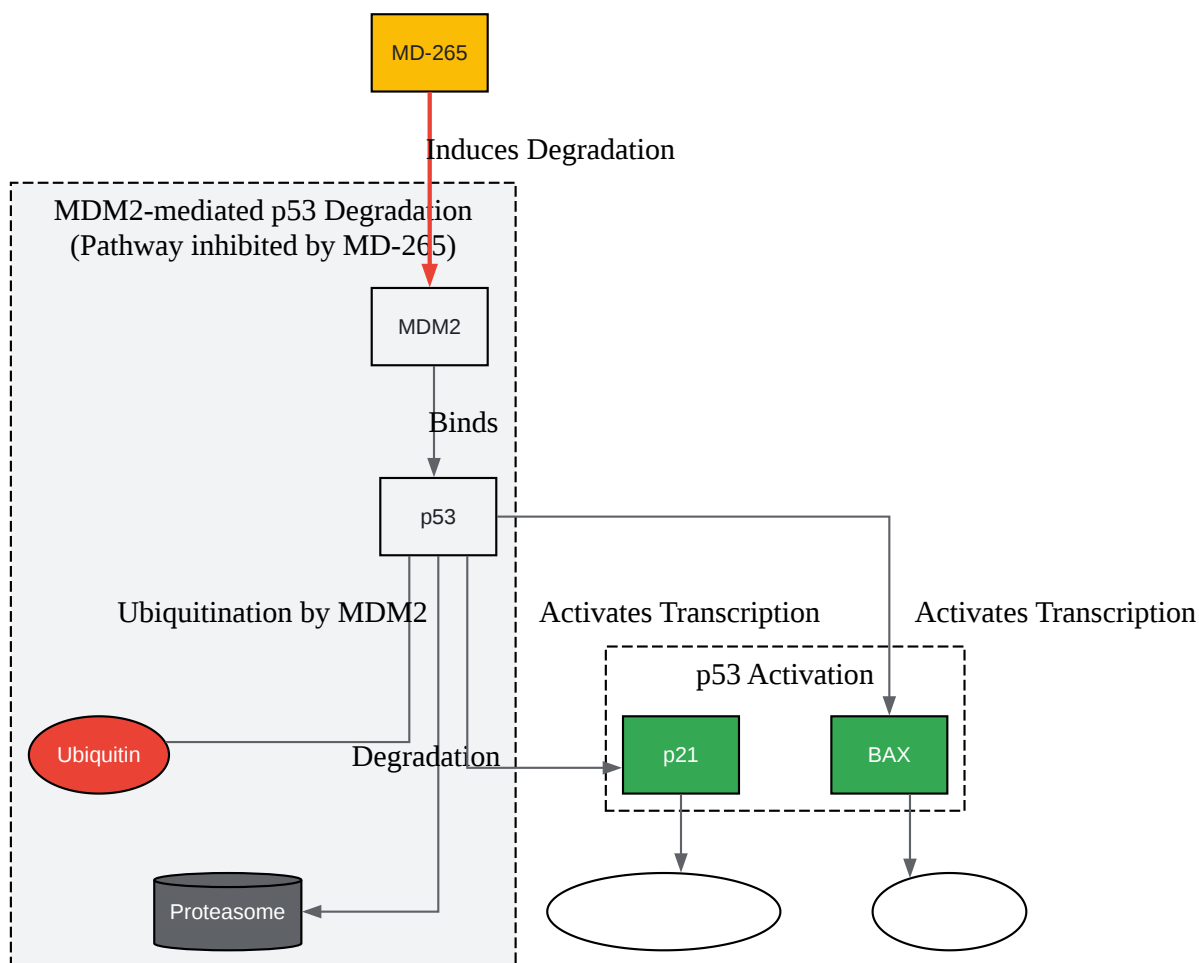 MD-265
Induces Degradation
MDM2-mediated p53 Degradation
(Pathway inhibited by MD-265)
MDM2
Binds
p53
Ubiquitination by MDM2
Activates Transcription
Activates Transcription
p53 Activation
Ubiquitin
Degradation
p21
BAX
Proteasome